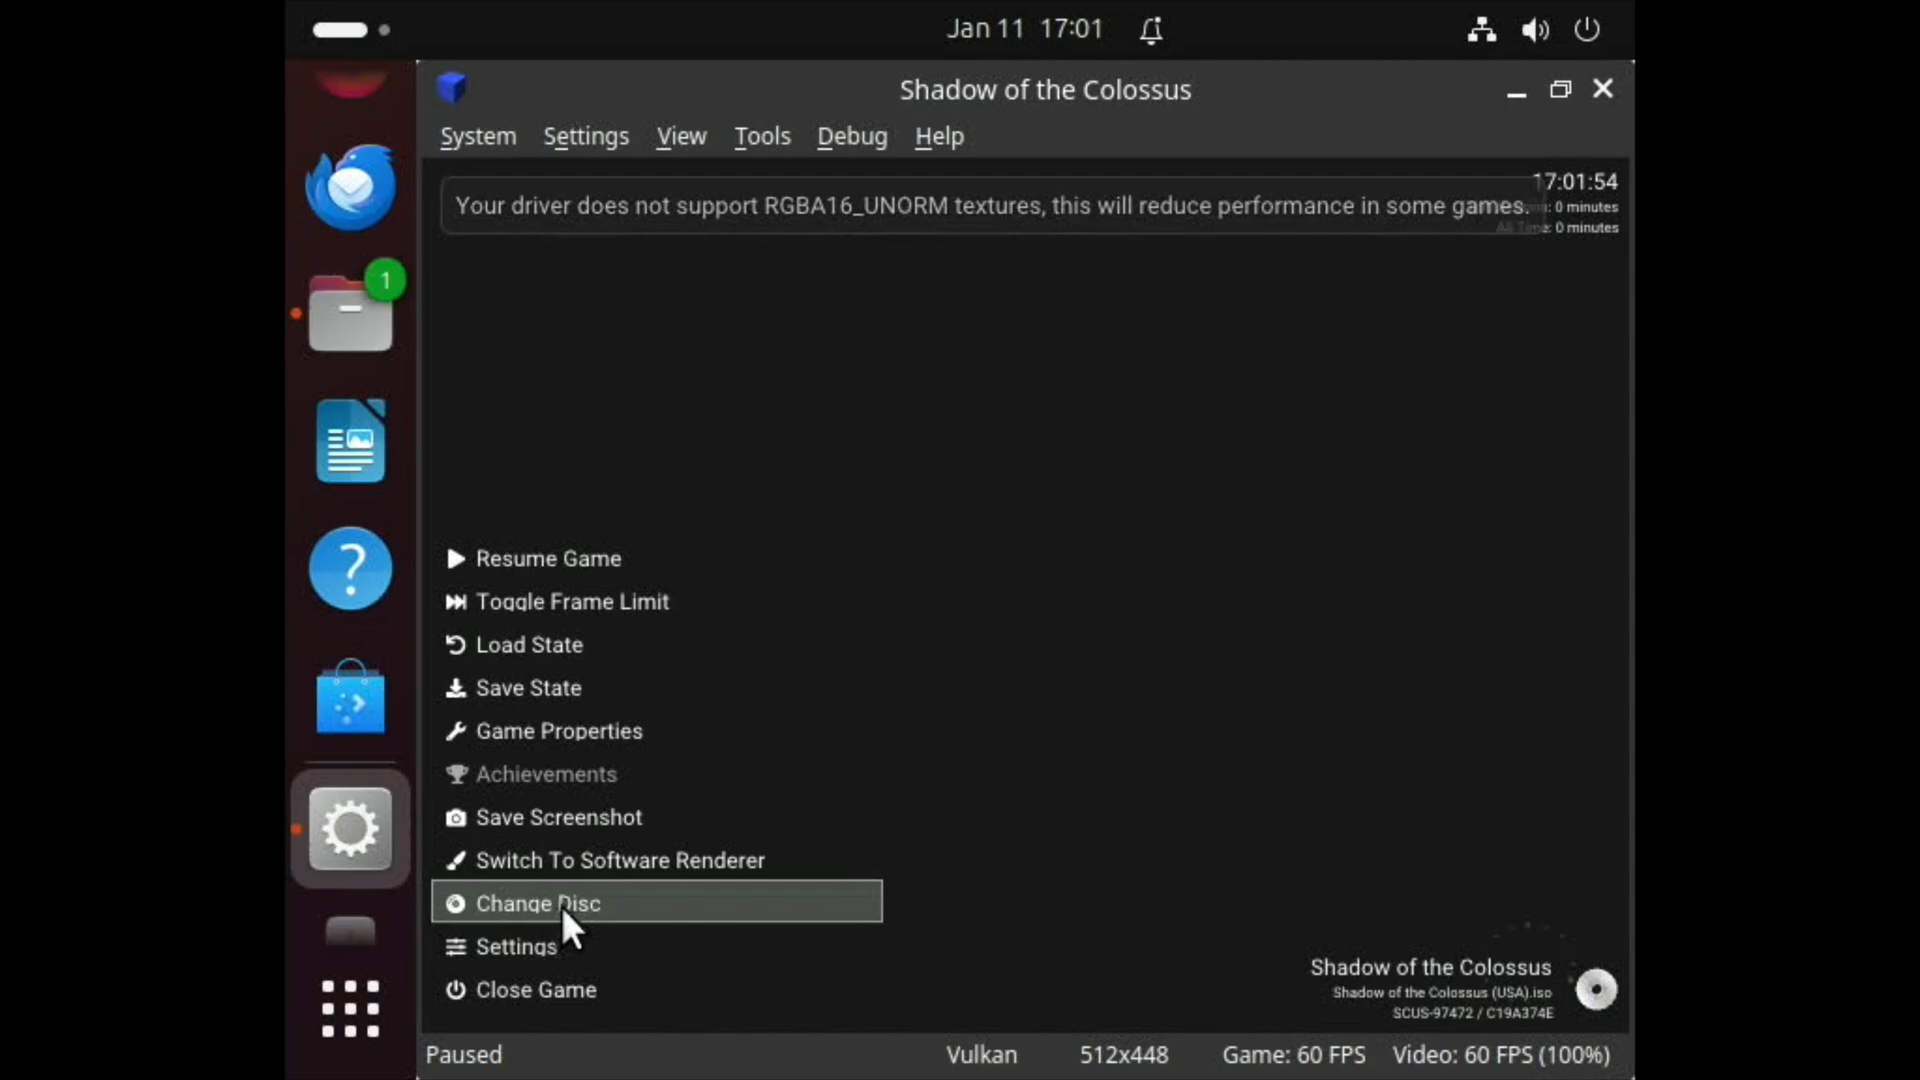 Jan 11 17:01
Shadow of the Colossus
System Settings View Tools Debug Help
17:01:54
Your driver does not support RGBA16_UNORM textures, this will reduce performance in some games.
: 0 minutes
All Time: 0 minutes
1
?
Resume Game
Toggle Frame Limit
Load State
Save State
Game Properties
Achievements
Save Screenshot
Switch To Software Renderer
Change Disc
Settings
Close Game
Shadow of the Colossus
Shadow of the Colossus (USA).iso
SCUS-97472 / C19A374E
Paused Vulkan 512x448 Game: 60 FPS Video: 60 FPS (100%)